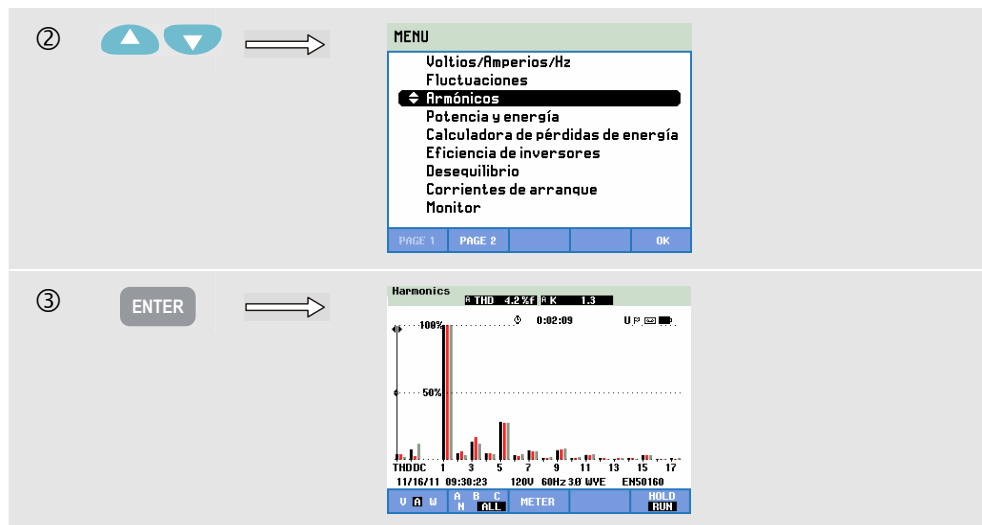 ②
MENU
Voltios/Amperios/Hz
Fluctuaciones
Armónicos
Potencia y energía
Calculadora de pérdidas de energía
Eficiencia de inversores
Desequilibrio
Corrientes de arranque
Monitor
PAGE 1 PAGE 2 OK
③
ENTER
Harmonics
A THD 4.2%f A K 1.3
0:02:09 U P
100%
50%
THDDC 1 3 5 7 9 11 13 15 17
11/16/11 09:30:23 120V 60Hz 3Ø WYE EN50160
V A W A B C METER HOLD
N ALL RUN